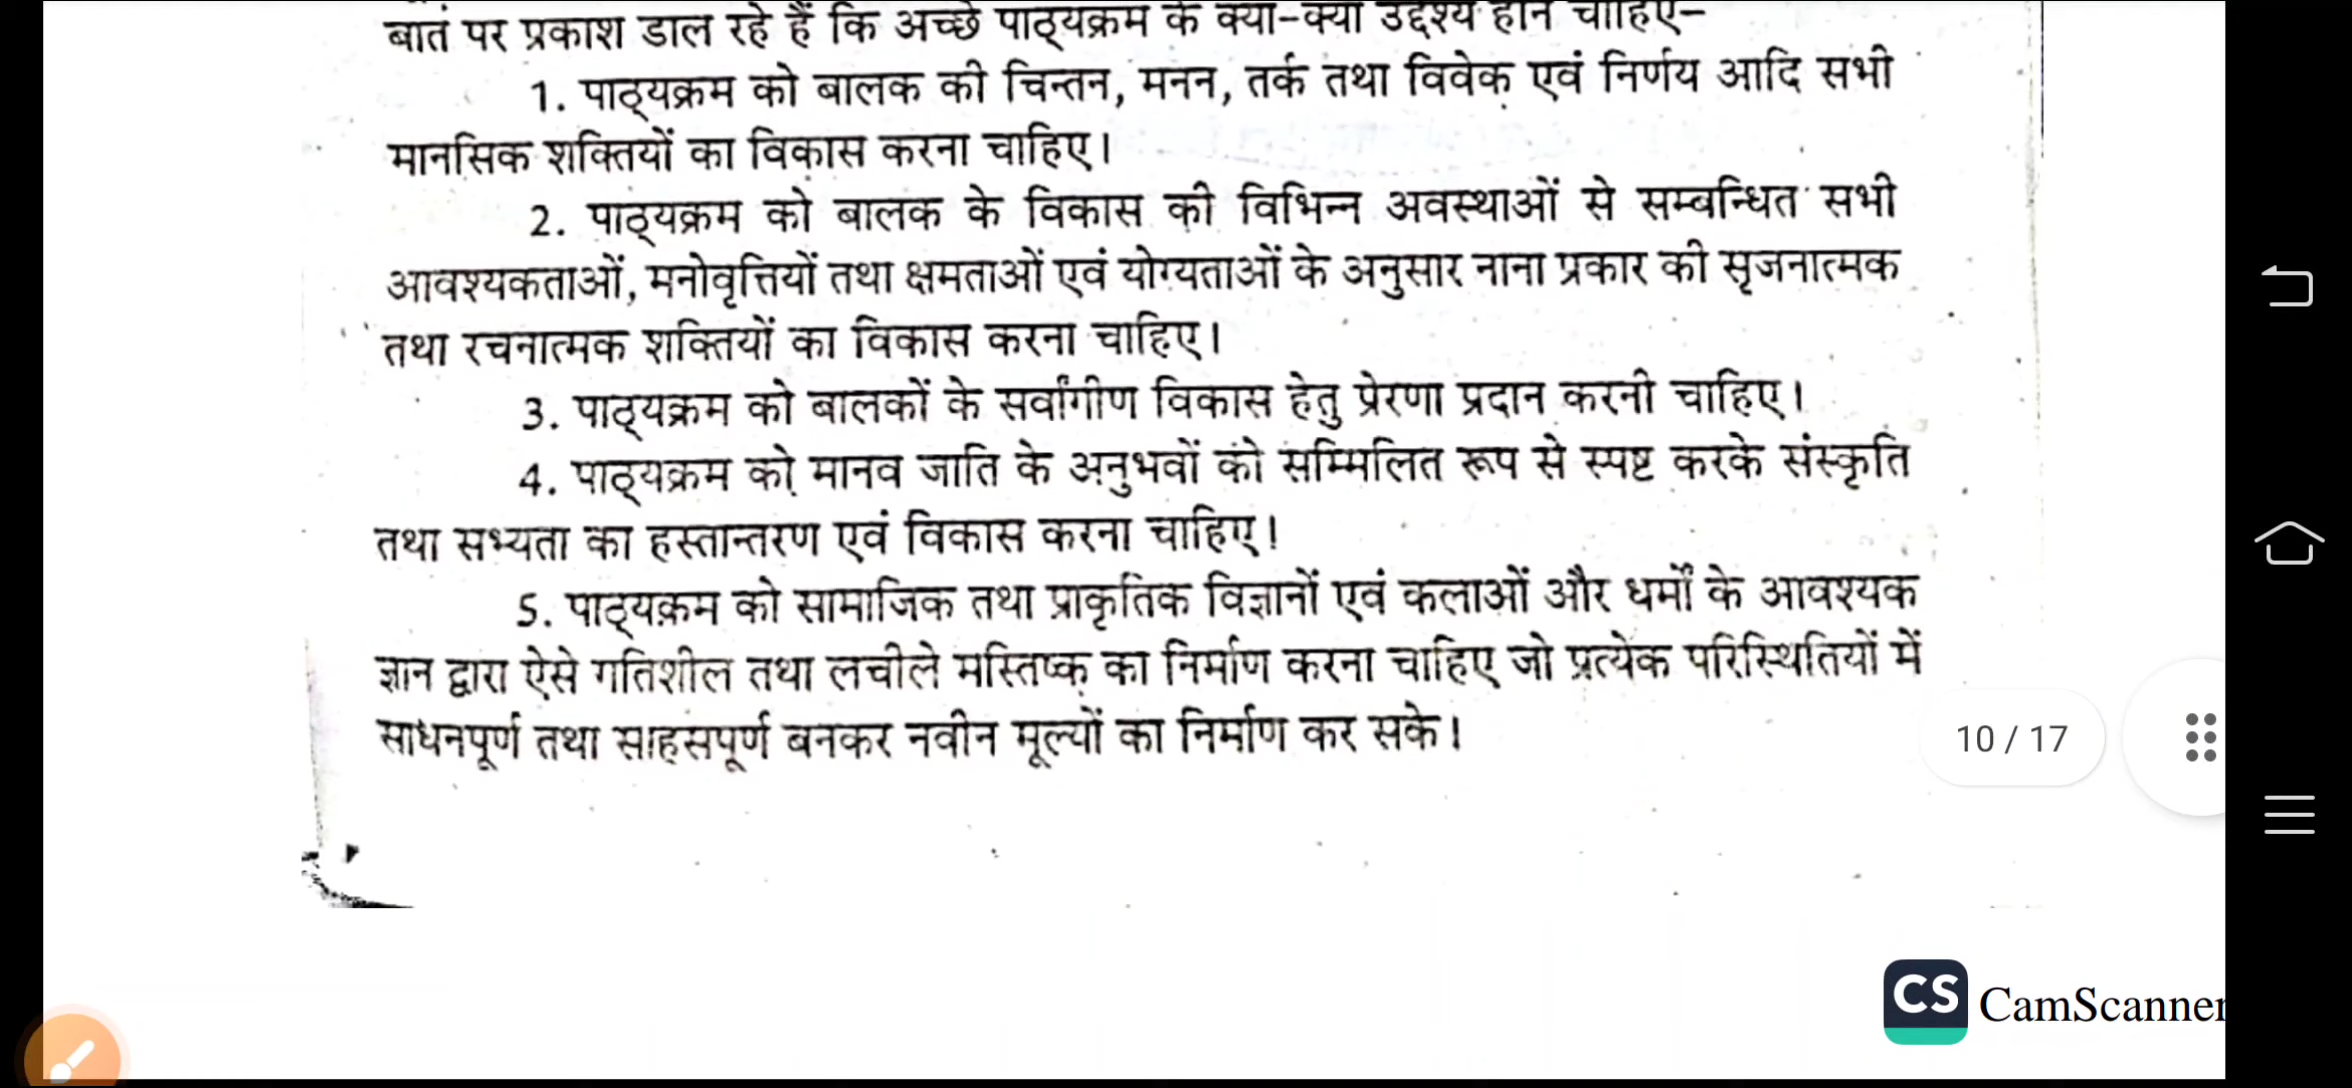 बात पर प्रकाश डाल रहे हैं कि अच्छे पाठ्यक्रम के क्या-क्या उद्देश्य होने चाहिए-
1. पाठ्यक्रम को बालक की चिन्तन, मनन, तर्क तथा विवेक एवं निर्णय आदि सभी
मानसिक शक्तियों का विकास करना चाहिए।
2. पाठ्यक्रम को बालक के विकास की विभिन्न अवस्थाओं से सम्बन्धित सभी
आवश्यकताओं, मनोवृत्तियों तथा क्षमताओं एवं योग्यताओं के अनुसार नाना प्रकार की सृजनात्मक
तथा रचनात्मक शक्तियों का विकास करना चाहिए।
3. पाठ्यक्रम को बालकों के सर्वांगीण विकास हेतु प्रेरणा प्रदान करनी चाहिए।
4. पाठ्यक्रम को मानव जाति के अनुभवों को सम्मिलित रूप से स्पष्ट करके संस्कृति
तथा सभ्यता का हस्तान्तरण एवं विकास करना चाहिए।
5. पाठ्यक्रम को सामाजिक तथा प्राकृतिक विज्ञानों एवं कलाओं और धर्मों के आवश्यक
ज्ञान द्वारा ऐसे गतिशील तथा लचीले मस्तिष्क का निर्माण करना चाहिए जो प्रत्येक परिस्थितियों में
साधनपूर्ण तथा साहसपूर्ण बनकर नवीन मूल्यों का निर्माण कर सके।
10 / 17
CS CamScanner